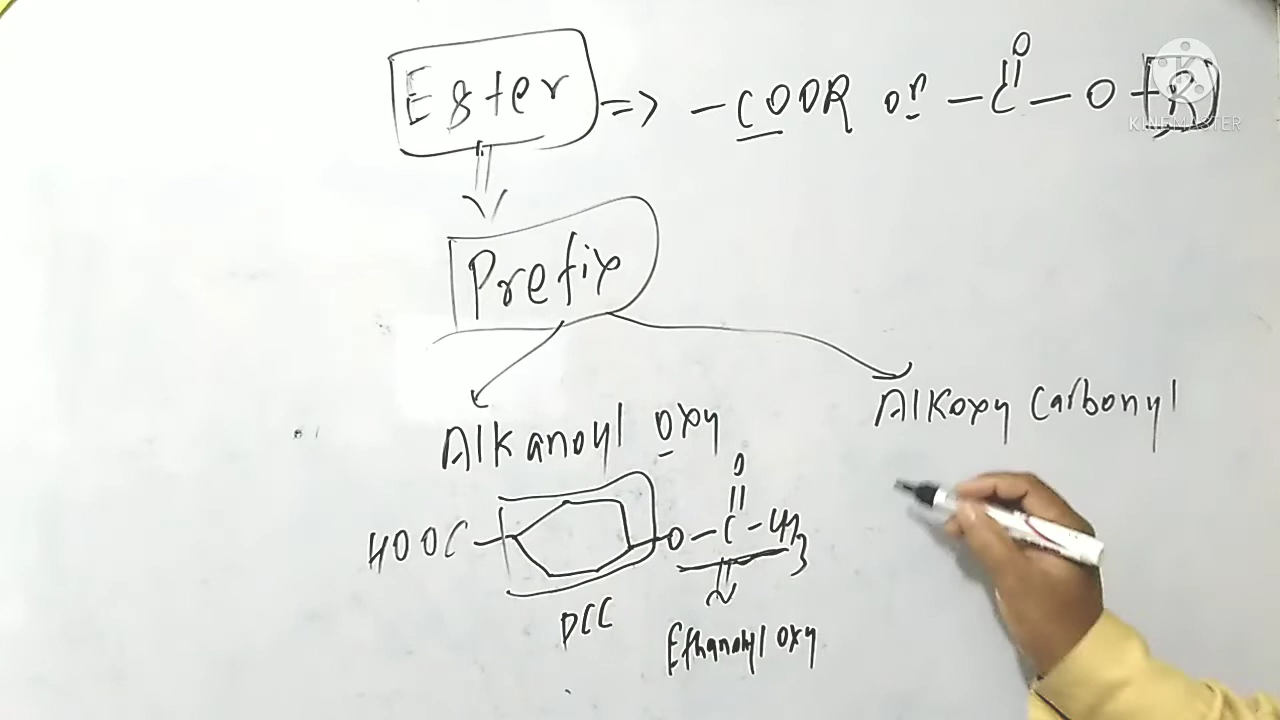 Ester => -COOR or -C-O-R
O
KINEMASTER
Prefix
Alkanoyl oxy
Alkoxy Carbonyl
O
HOOC- -O-C-CH3
PCC
Ethanoyl oxy